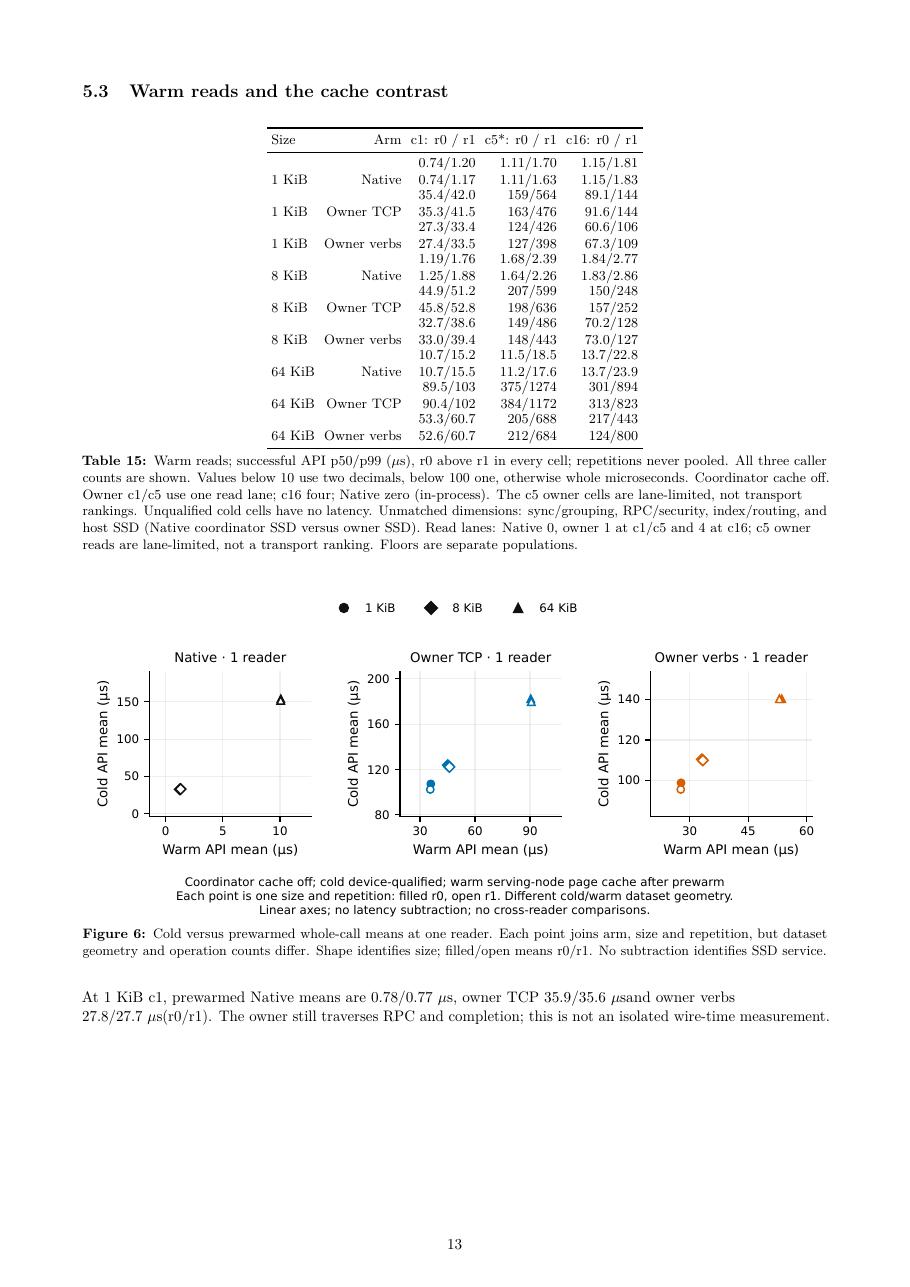 5.3 Warm reads and the cache contrast
Size Arm c1: r0 / r1 c5*: r0 / r1 c16: r0 / r1
0.74/1.20 1.11/1.70 1.15/1.81
1 KiB Native 0.74/1.17 1.11/1.63 1.15/1.83
35.4/42.0 159/564 89.1/144
1 KiB Owner TCP 35.3/41.5 163/476 91.6/144
27.3/33.4 124/426 60.6/106
1 KiB Owner verbs 27.4/33.5 127/398 67.3/109
1.19/1.76 1.68/2.39 1.84/2.77
8 KiB Native 1.25/1.88 1.64/2.26 1.83/2.86
44.9/51.2 207/599 150/248
8 KiB Owner TCP 45.8/52.8 198/636 157/252
32.7/38.6 149/486 70.2/128
8 KiB Owner verbs 33.0/39.4 148/443 73.0/127
10.7/15.2 11.5/18.5 13.7/22.8
64 KiB Native 10.7/15.5 11.2/17.6 13.7/23.9
89.5/103 375/1274 301/894
64 KiB Owner TCP 90.4/102 384/1172 313/823
53.3/60.7 205/688 217/443
64 KiB Owner verbs 52.6/60.7 212/684 124/800
Table 15: Warm reads; successful API p50/p99 (μs), r0 above r1 in every cell; repetitions never pooled. All three caller
counts are shown. Values below 10 use two decimals, below 100 one, otherwise whole microseconds. Coordinator cache off.
Owner c1/c5 use one read lane; c16 four; Native zero (in-process). The c5 owner cells are lane-limited, not transport
rankings. Unqualified cold cells have no latency. Unmatched dimensions: sync/grouping, RPC/security, index/routing, and
host SSD (Native coordinator SSD versus owner SSD). Read lanes: Native 0, owner 1 at c1/c5 and 4 at c16; c5 owner
reads are lane-limited, not a transport ranking. Floors are separate populations.
1 KiB 8 KiB 64 KiB
Native · 1 reader
Cold API mean (μs)
150
100
50
0
0 5 10
Warm API mean (μs)
Owner TCP · 1 reader
Cold API mean (μs)
200
160
120
80
30 60 90
Warm API mean (μs)
Owner verbs · 1 reader
Cold API mean (μs)
140
120
100
30 45 60
Warm API mean (μs)
Coordinator cache off; cold device-qualified; warm serving-node page cache after prewarm
Each point is one size and repetition: filled r0, open r1. Different cold/warm dataset geometry.
Linear axes; no latency subtraction; no cross-reader comparisons.
Figure 6: Cold versus prewarmed whole-call means at one reader. Each point joins arm, size and repetition, but dataset
geometry and operation counts differ. Shape identifies size; filled/open means r0/r1. No subtraction identifies SSD service.
At 1 KiB c1, prewarmed Native means are 0.78/0.77 μs, owner TCP 35.9/35.6 μsand owner verbs
27.8/27.7 μs(r0/r1). The owner still traverses RPC and completion; this is not an isolated wire-time measurement.
13